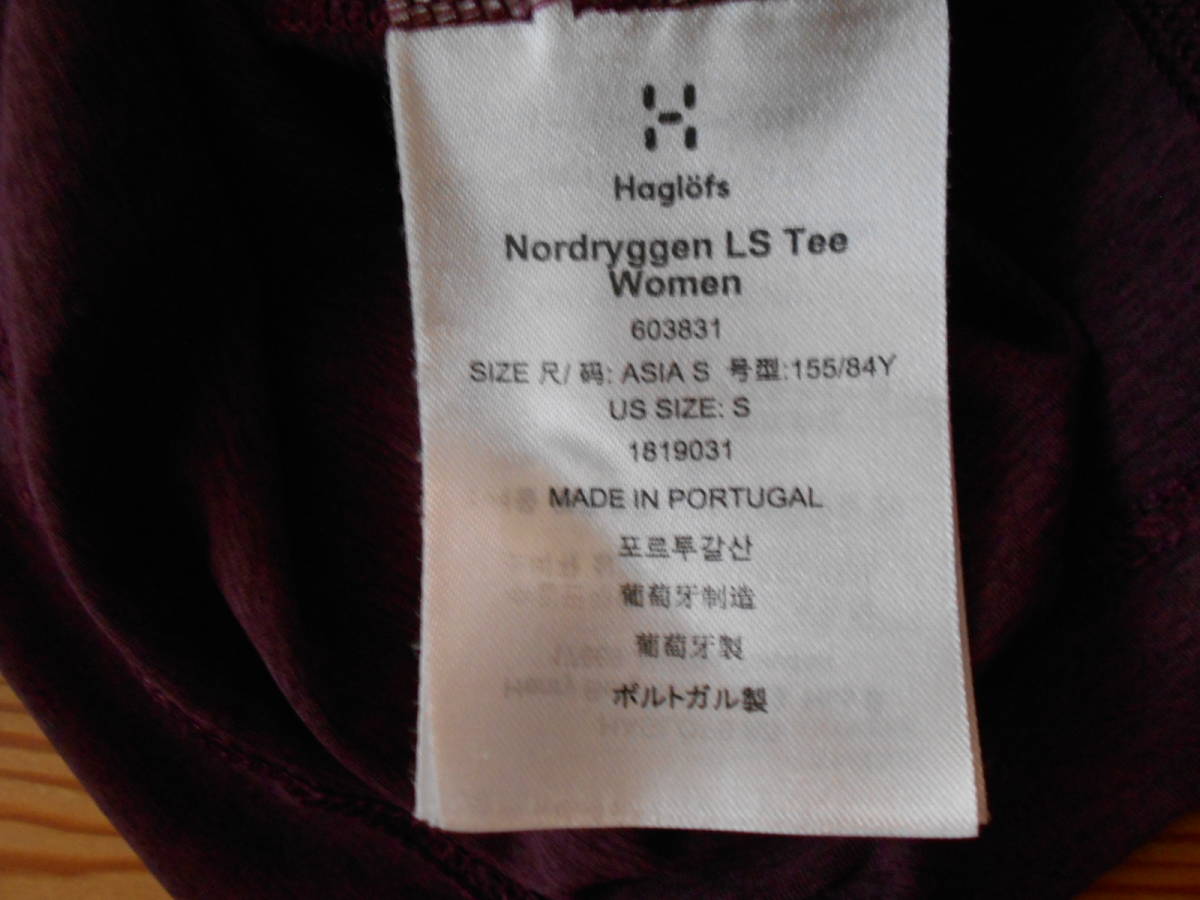 Haglöfs
Nordryggen LS Tee
Women
603831
SIZE 尺/ 码: ASIA S 号型:155/84Y
US SIZE: S
1819031
MADE IN PORTUGAL
포르투갈산
葡萄牙制造
葡萄牙製
ポルトガル製